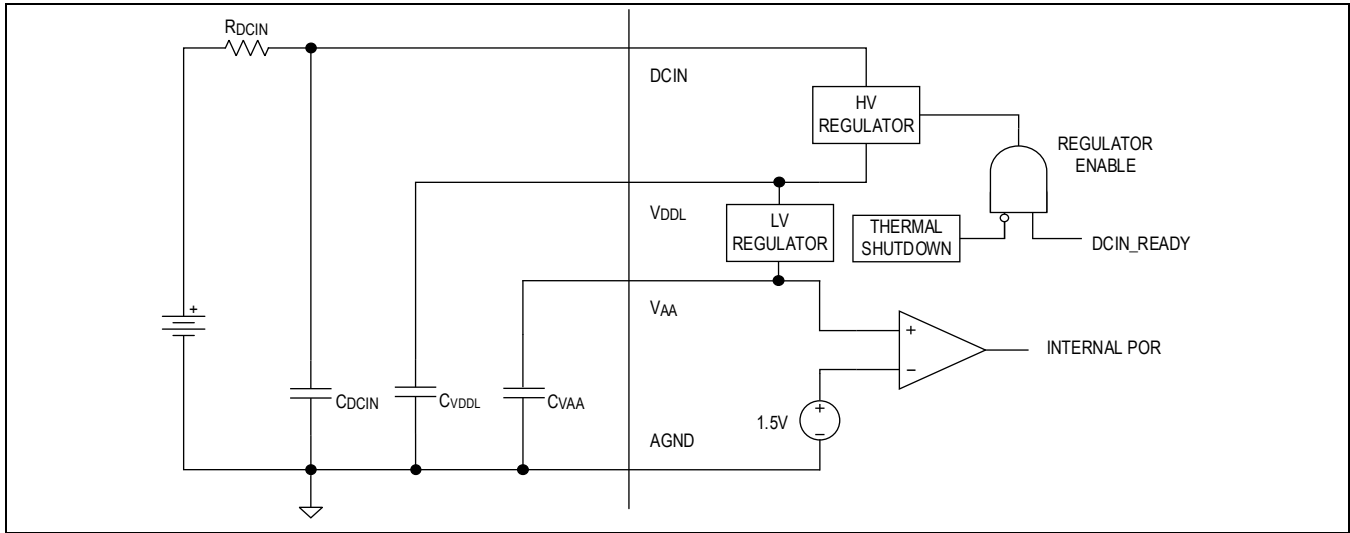 RDCIN
DCIN
HV
REGULATOR
REGULATOR
ENABLE
VDDL
LV
REGULATOR
THERMAL
SHUTDOWN
DCIN_READY
VAA
+
+
INTERNAL POR
−
CDCIN
CVDDL
CVAA
1.5V
+
−
AGND